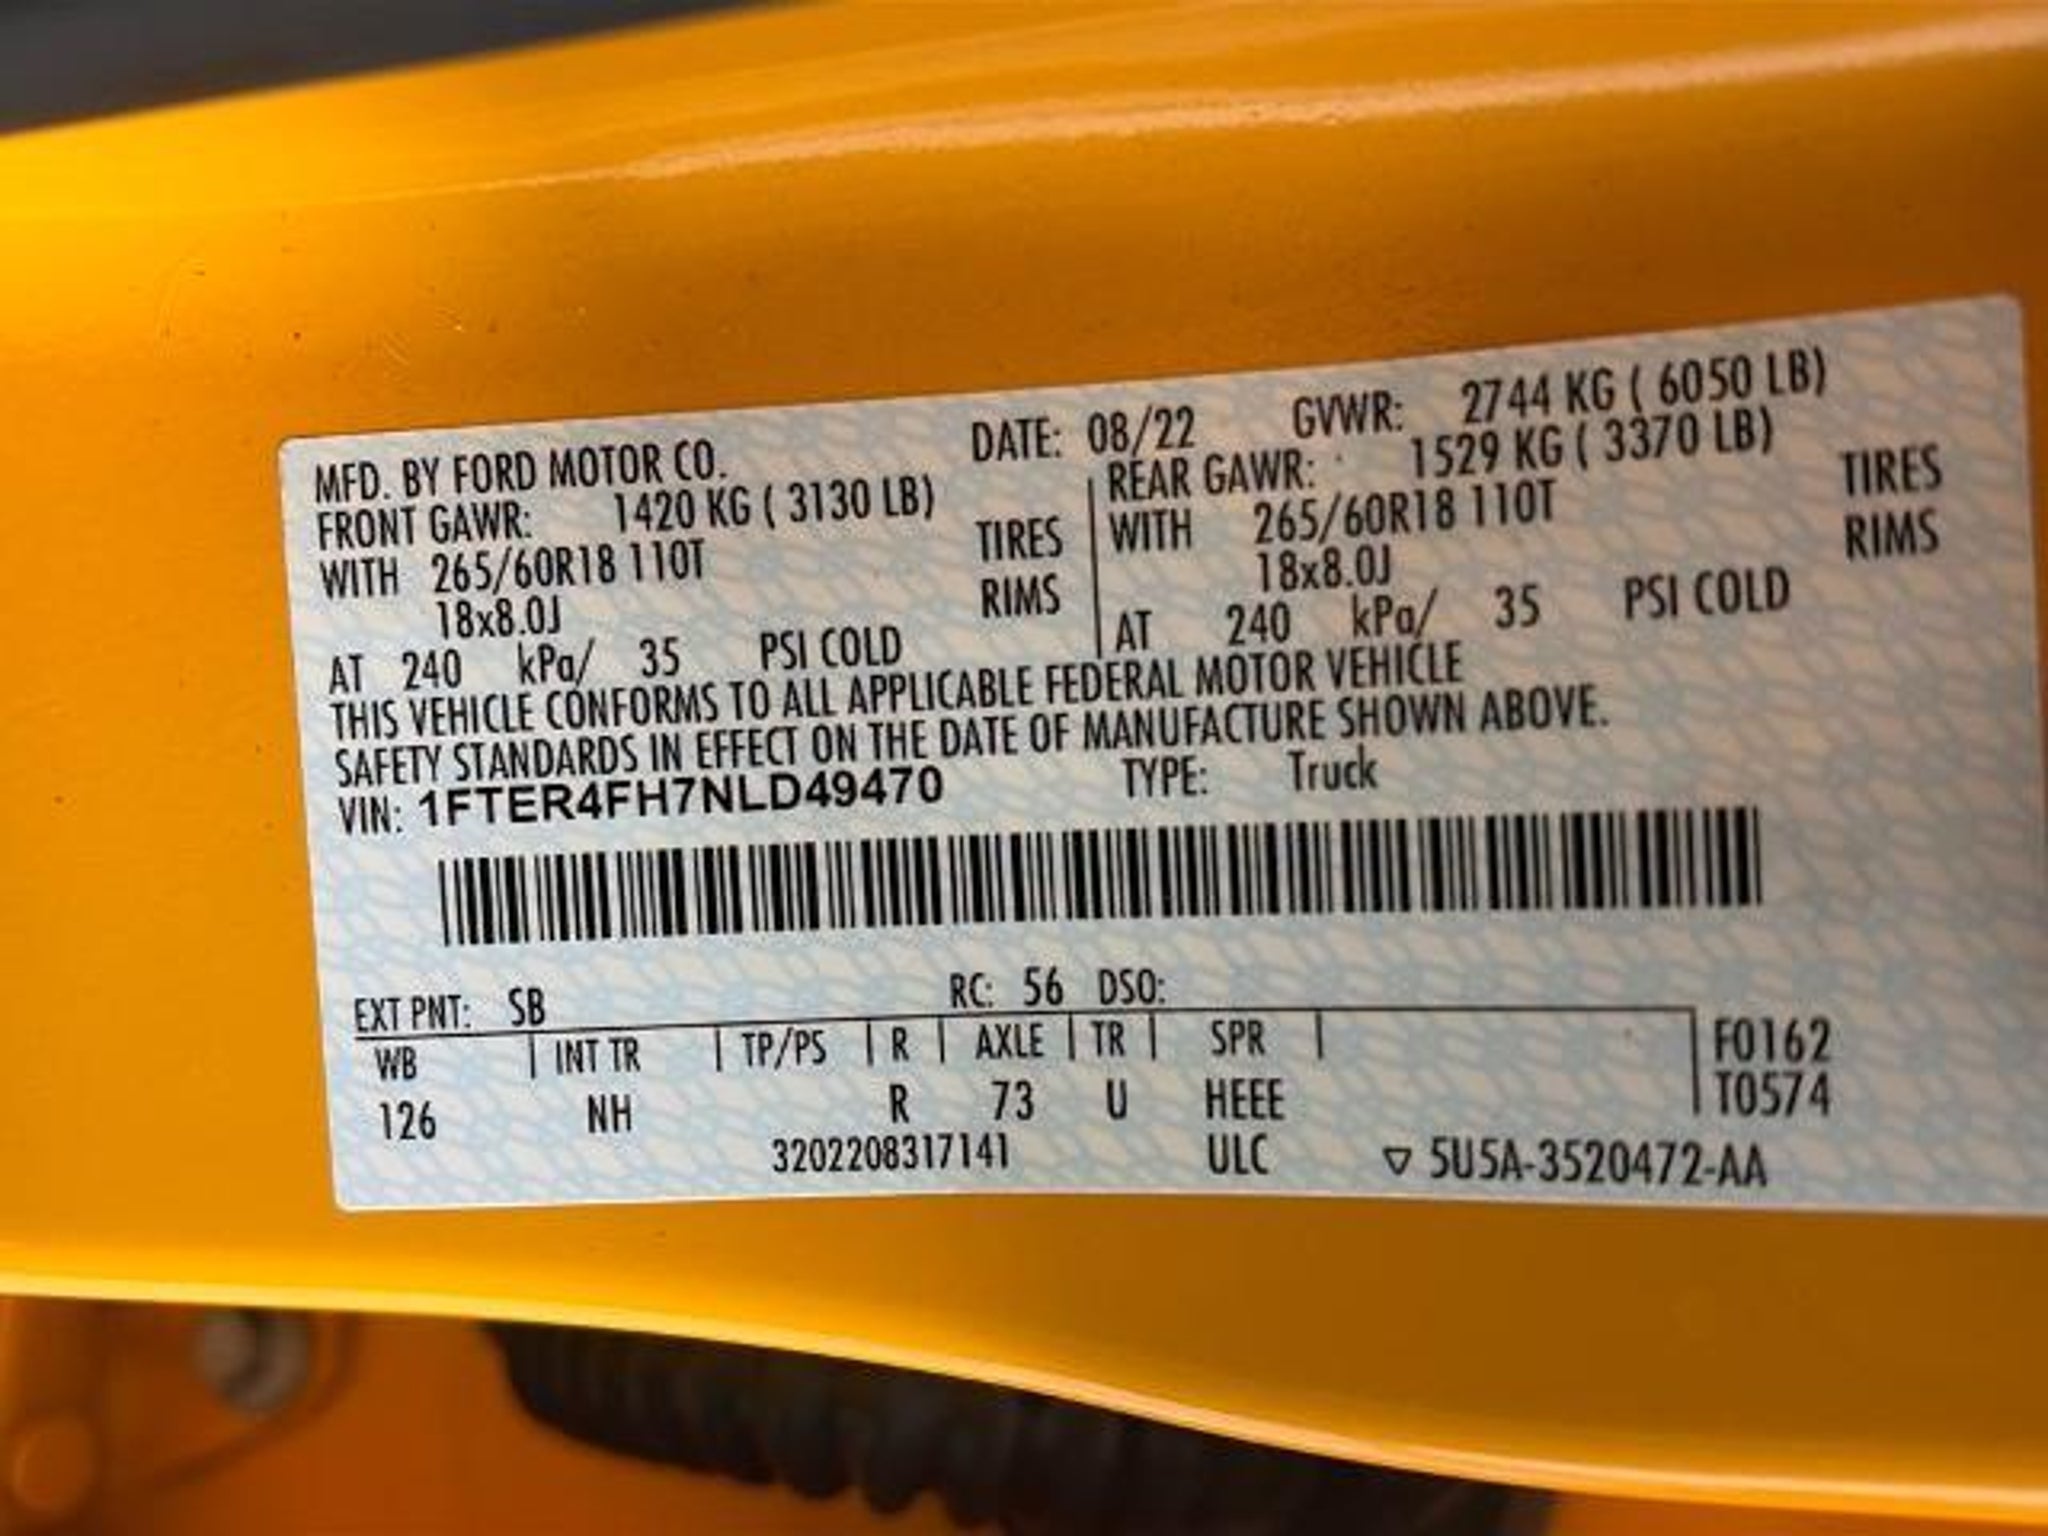 MFD. BY FORD MOTOR CO. DATE: 08/22 GVWR: 2744 KG ( 6050 LB)
FRONT GAWR: 1420 KG ( 3130 LB) REAR GAWR: 1529 KG ( 3370 LB)
WITH 265/60R18 110T TIRES WITH 265/60R18 110T TIRES
18x8.0J RIMS 18x8.0J RIMS
AT 240 kPa/ 35 PSI COLD AT 240 kPa/ 35 PSI COLD
THIS VEHICLE CONFORMS TO ALL APPLICABLE FEDERAL MOTOR VEHICLE
SAFETY STANDARDS IN EFFECT ON THE DATE OF MANUFACTURE SHOWN ABOVE.
VIN: 1FTER4FH7NLD49470 TYPE: Truck
EXT PNT: SB RC: 56 DSO:
WB INT TR TP/PS R AXLE TR SPR F0162
126 NH R 73 U HEEE T0574
3202208317141 ULC ▽ 5U5A-3520472-AA